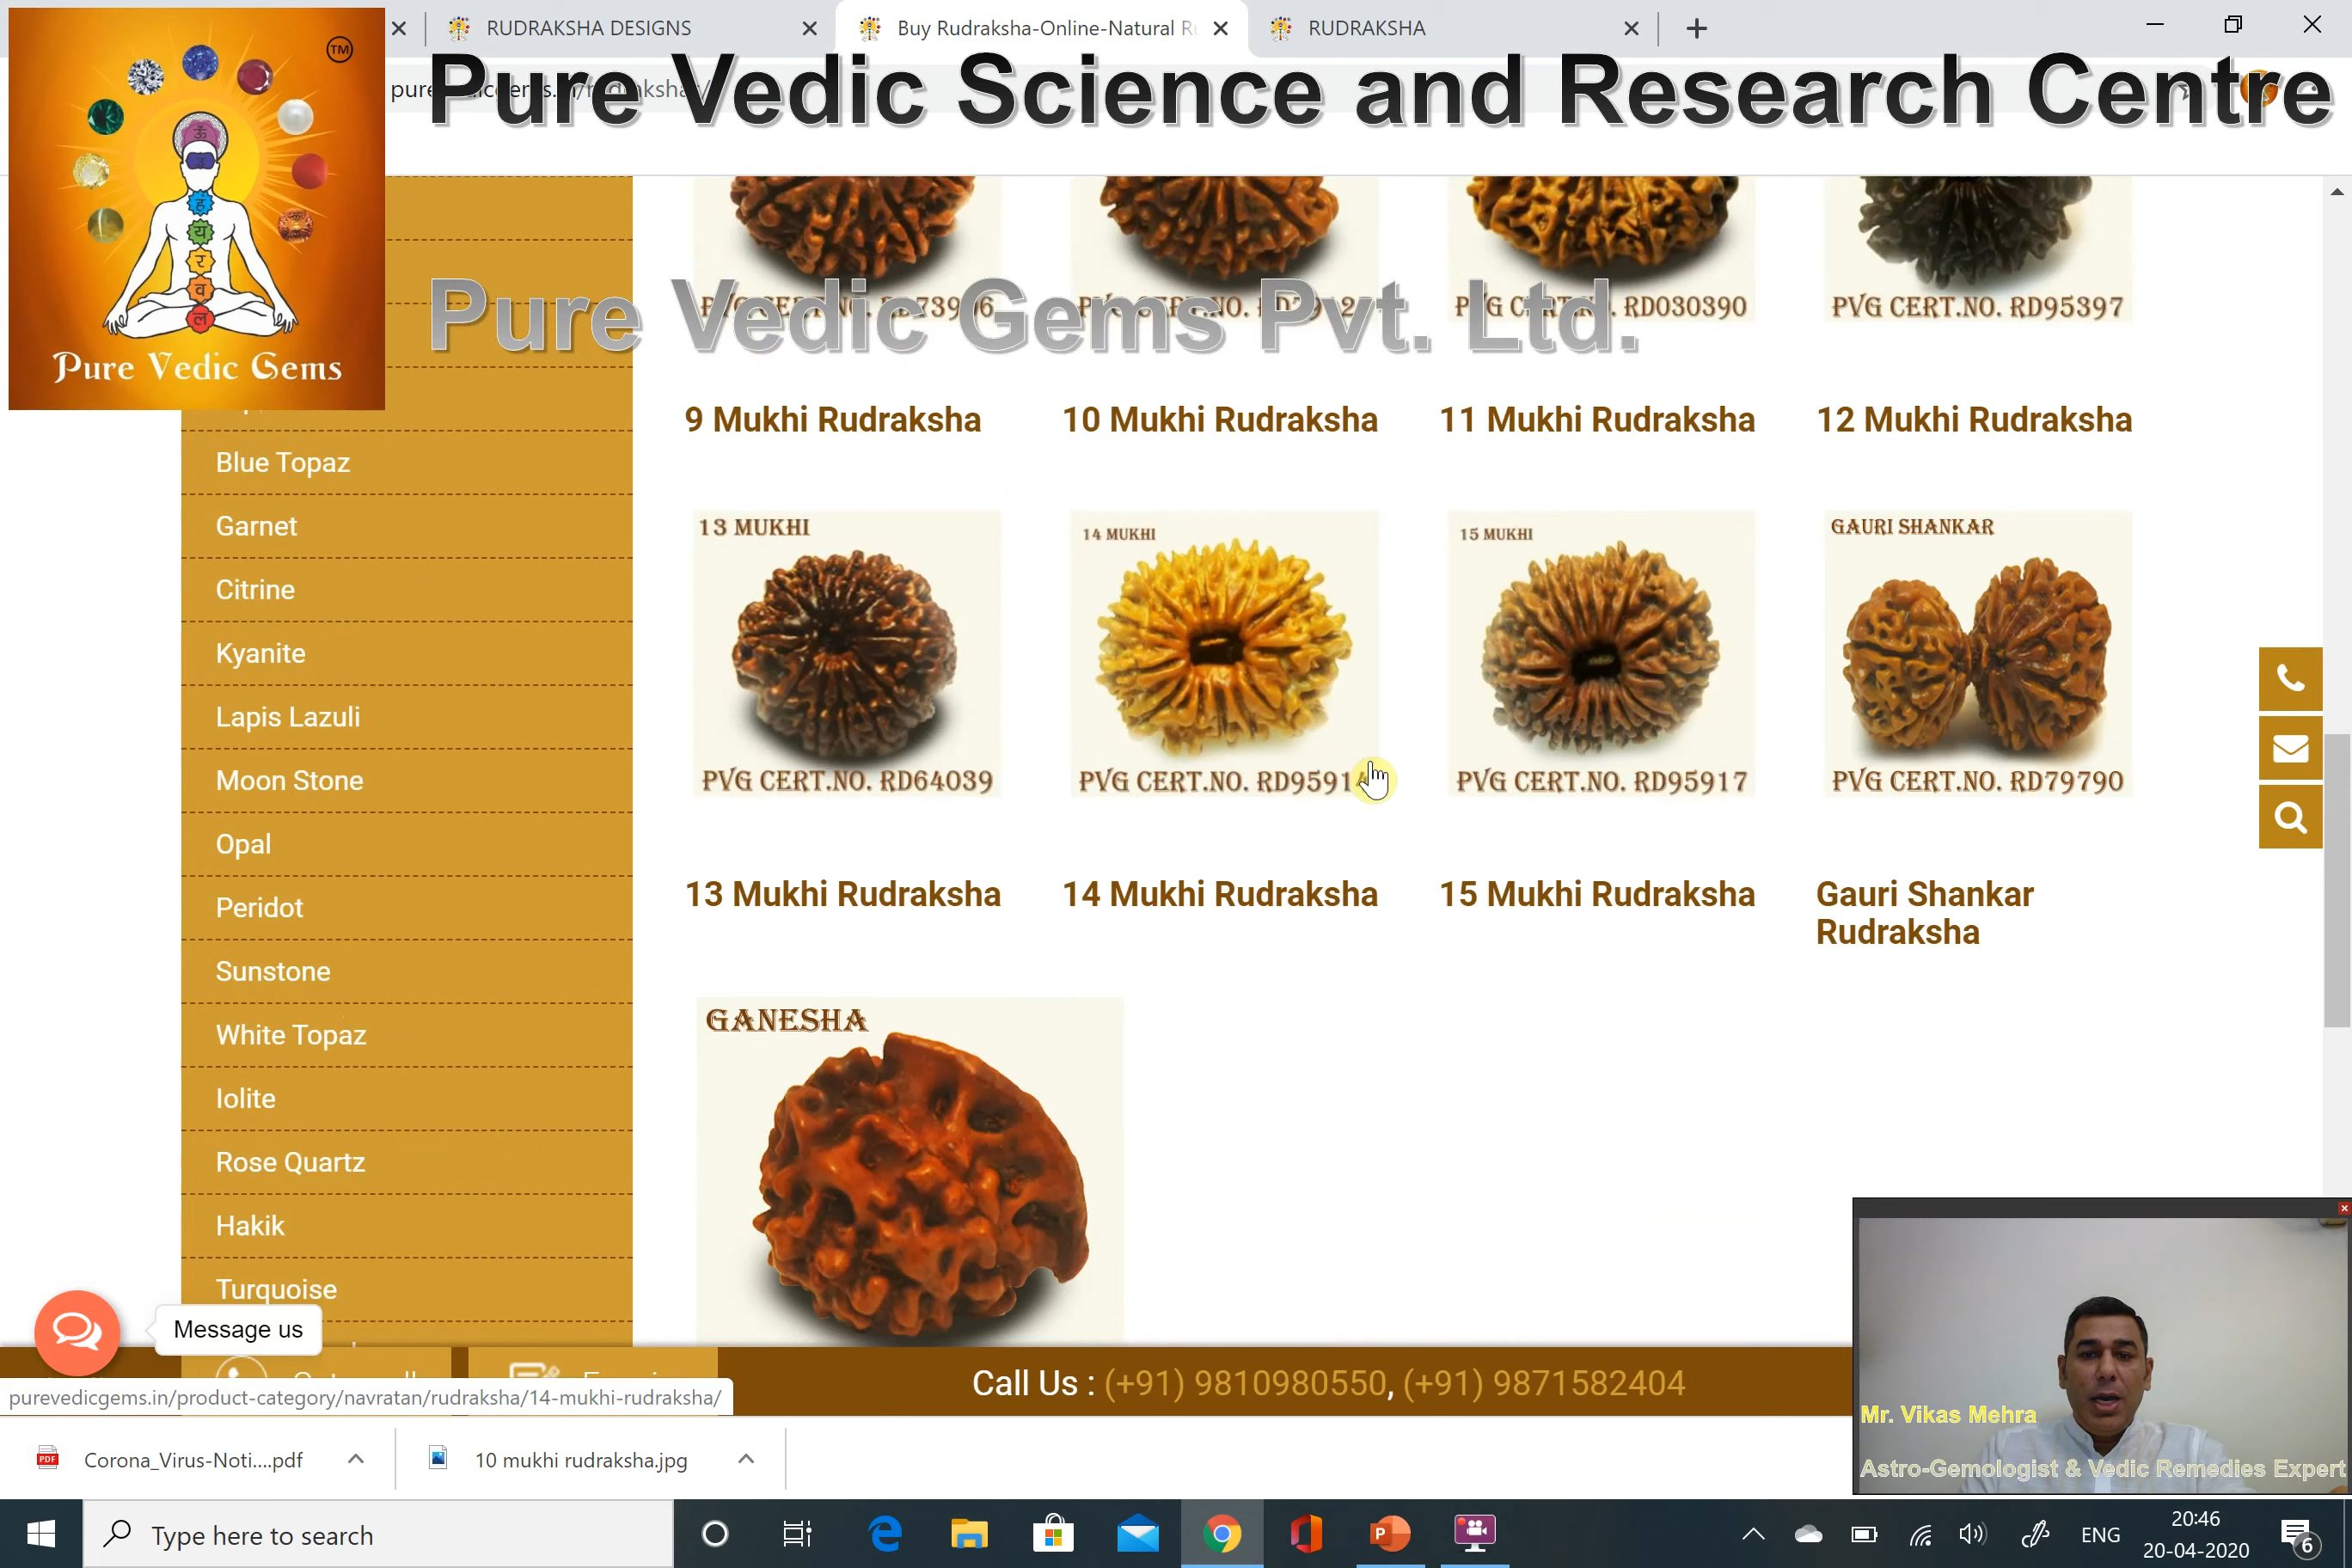 RUDRAKSHA DESIGNS
Buy Rudraksha-Online-Natural
RUDRAKSHA
TM
Pure Vedic Science and Research Centre
ॐ
हं
यं
रं
वं
लं
Pure Vedic Gems
Pure Vedic Gems Pvt. Ltd.
PVG CERT.NO. RD030390
PVG CERT.NO. RD95397
9 Mukhi Rudraksha
10 Mukhi Rudraksha
11 Mukhi Rudraksha
12 Mukhi Rudraksha
Blue Topaz
Garnet
Citrine
Kyanite
Lapis Lazuli
Moon Stone
Opal
Peridot
Sunstone
White Topaz
Iolite
Rose Quartz
Hakik
Turquoise
13 MUKHI
14 MUKHI
15 MUKHI
GAURI SHANKAR
PVG CERT.NO. RD64039
PVG CERT.NO.
PVG CERT.NO. RD95917
PVG CERT.NO. RD79790
13 Mukhi Rudraksha
14 Mukhi Rudraksha
15 Mukhi Rudraksha
Gauri Shankar
Rudraksha
GANESHA
Message us
Call Us : (+91) 9810980550, (+91) 9871582404
purevedicgems.in/product-category/navratan/rudraksha/14-mukhi-rudraksha/
Mr. Vikas Mehra
Astro-Gemologist & Vedic Remedies Expert
Corona_Virus-Noti....pdf
10 mukhi rudraksha.jpg
Type here to search
ENG
20:46
20-04-2020
6